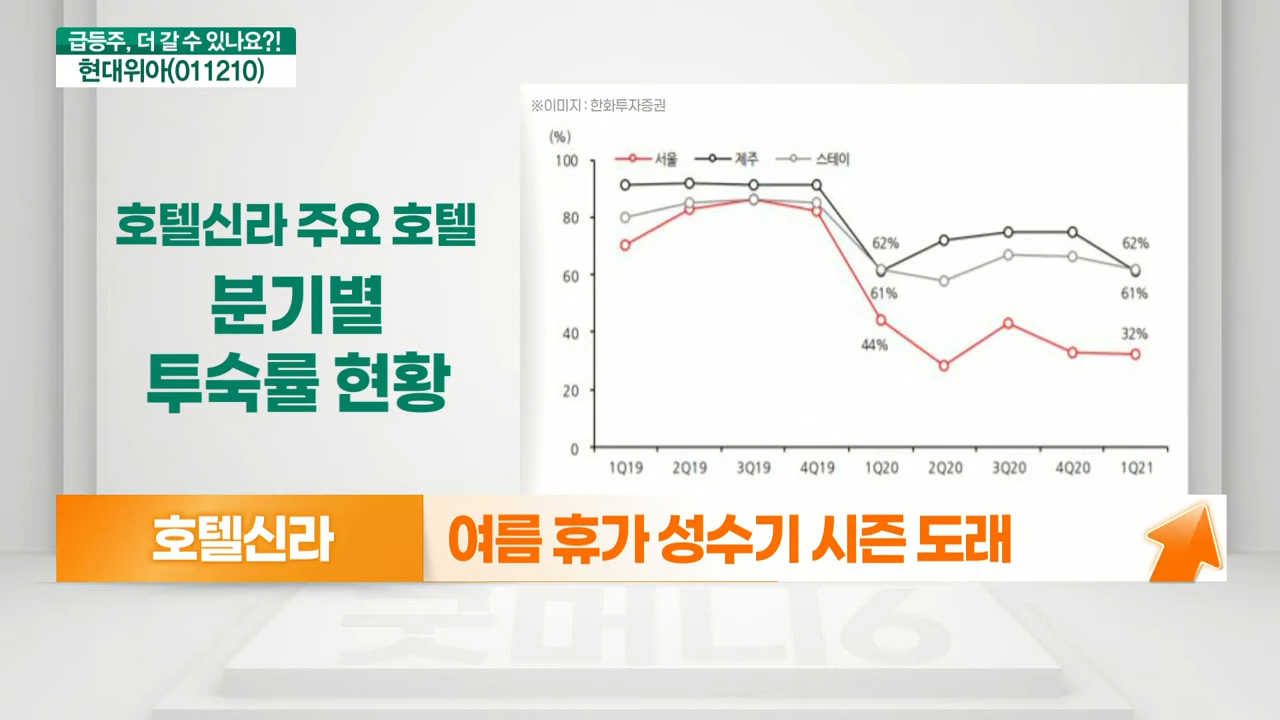 급등주, 더 갈 수 있나요?!
현대위아(011210)
※이미지 : 한화투자증권
호텔신라 주요 호텔
분기별
투숙률 현황
(%)
서울 제주 스테이
100
80
60
40
20
0
62%
61%
44%
62%
61%
32%
1Q19 2Q19 3Q19 4Q19 1Q20 2Q20 3Q20 4Q20 1Q21
호텔신라
여름 휴가 성수기 시즌 도래
굿머니6